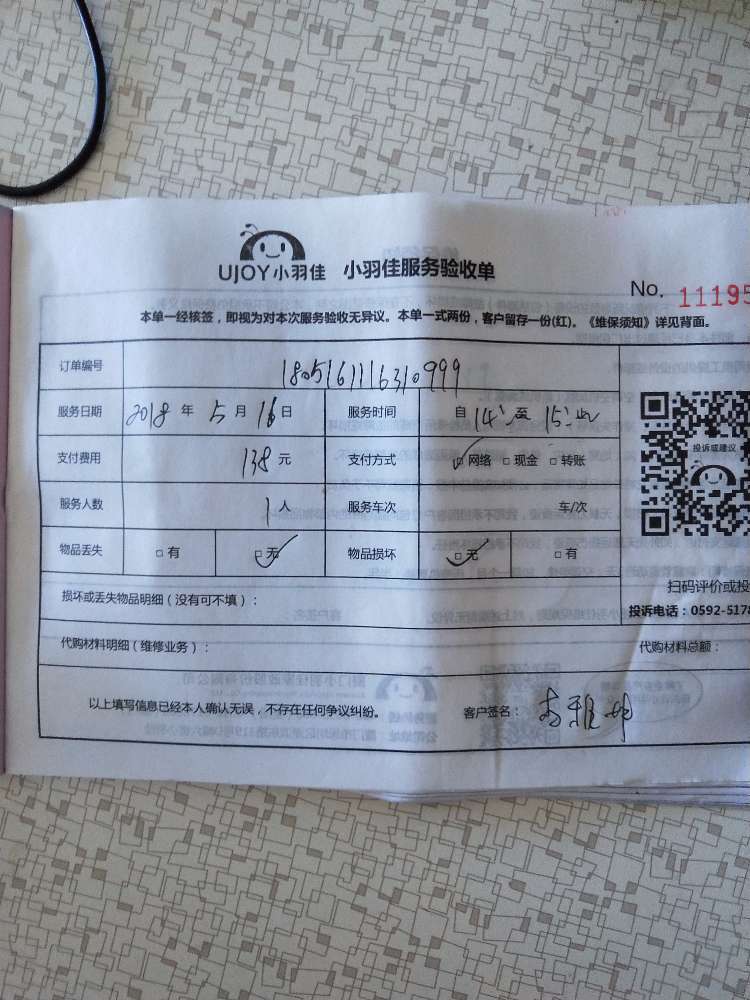 UJOY小羽佳 小羽佳服务验收单
No. 11195
本单一经核签，即视为对本次服务验收无异议。本单一式两份，客户留存一份(红)。《维保须知》详见背面。
订单编号 1805161116310999
服务日期 2018 年 5 月 16 日 服务时间 自 14: 至 15:
支付费用 138 元 支付方式 ☑网络 □现金 □转账
投诉或建议
服务人数 1 人 服务车次 车/次
物品丢失 □有 ☑无 物品损坏 ☑无 □有
扫码评价或投
损坏或丢失物品明细（没有可不填）：
投诉电话：0592-5178
代购材料明细（维修业务）： 代购材料总额：
以上填写信息已经本人确认无误，不存在任何争议纠纷。 客户签名：